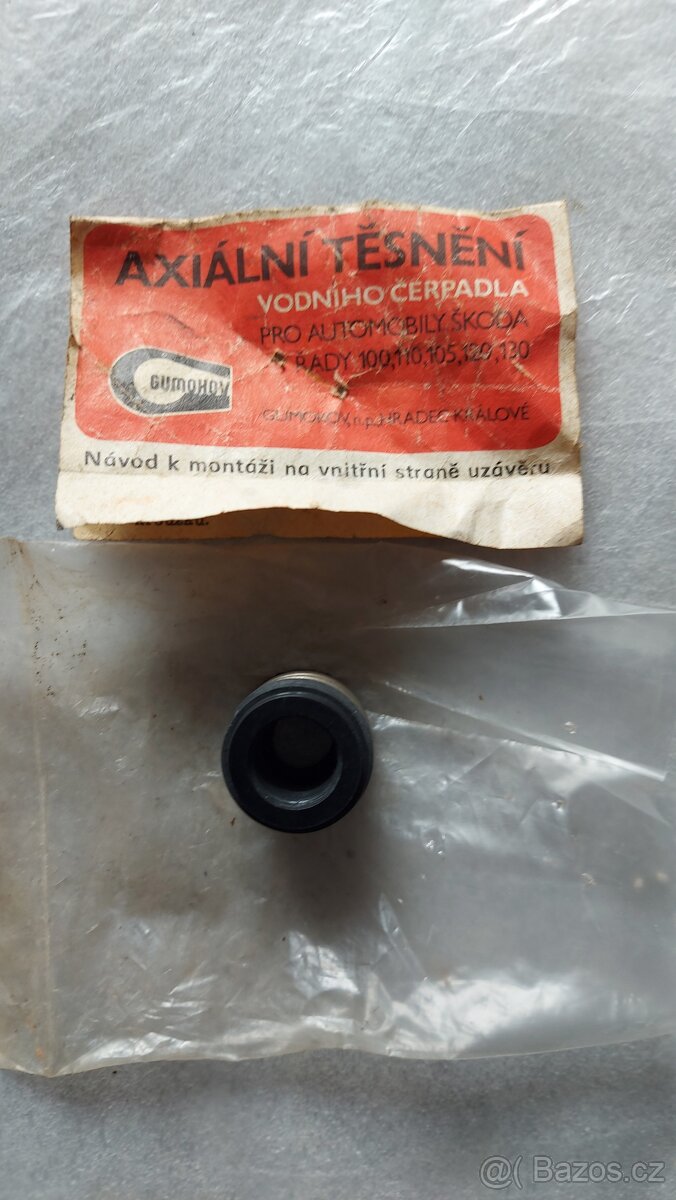 AXIÁLNÍ TĚSNĚNÍ
VODNÍHO ČERPADLA
PRO AUTOMOBILY ŠKODA
ŘADY 100,110,105,120,130
GUMOKOV
GUMOKOV, n.p. HRADEC KRÁLOVÉ
Návod k montáži na vnitřní straně uzávěru
kroužku.
@( Bazos.cz